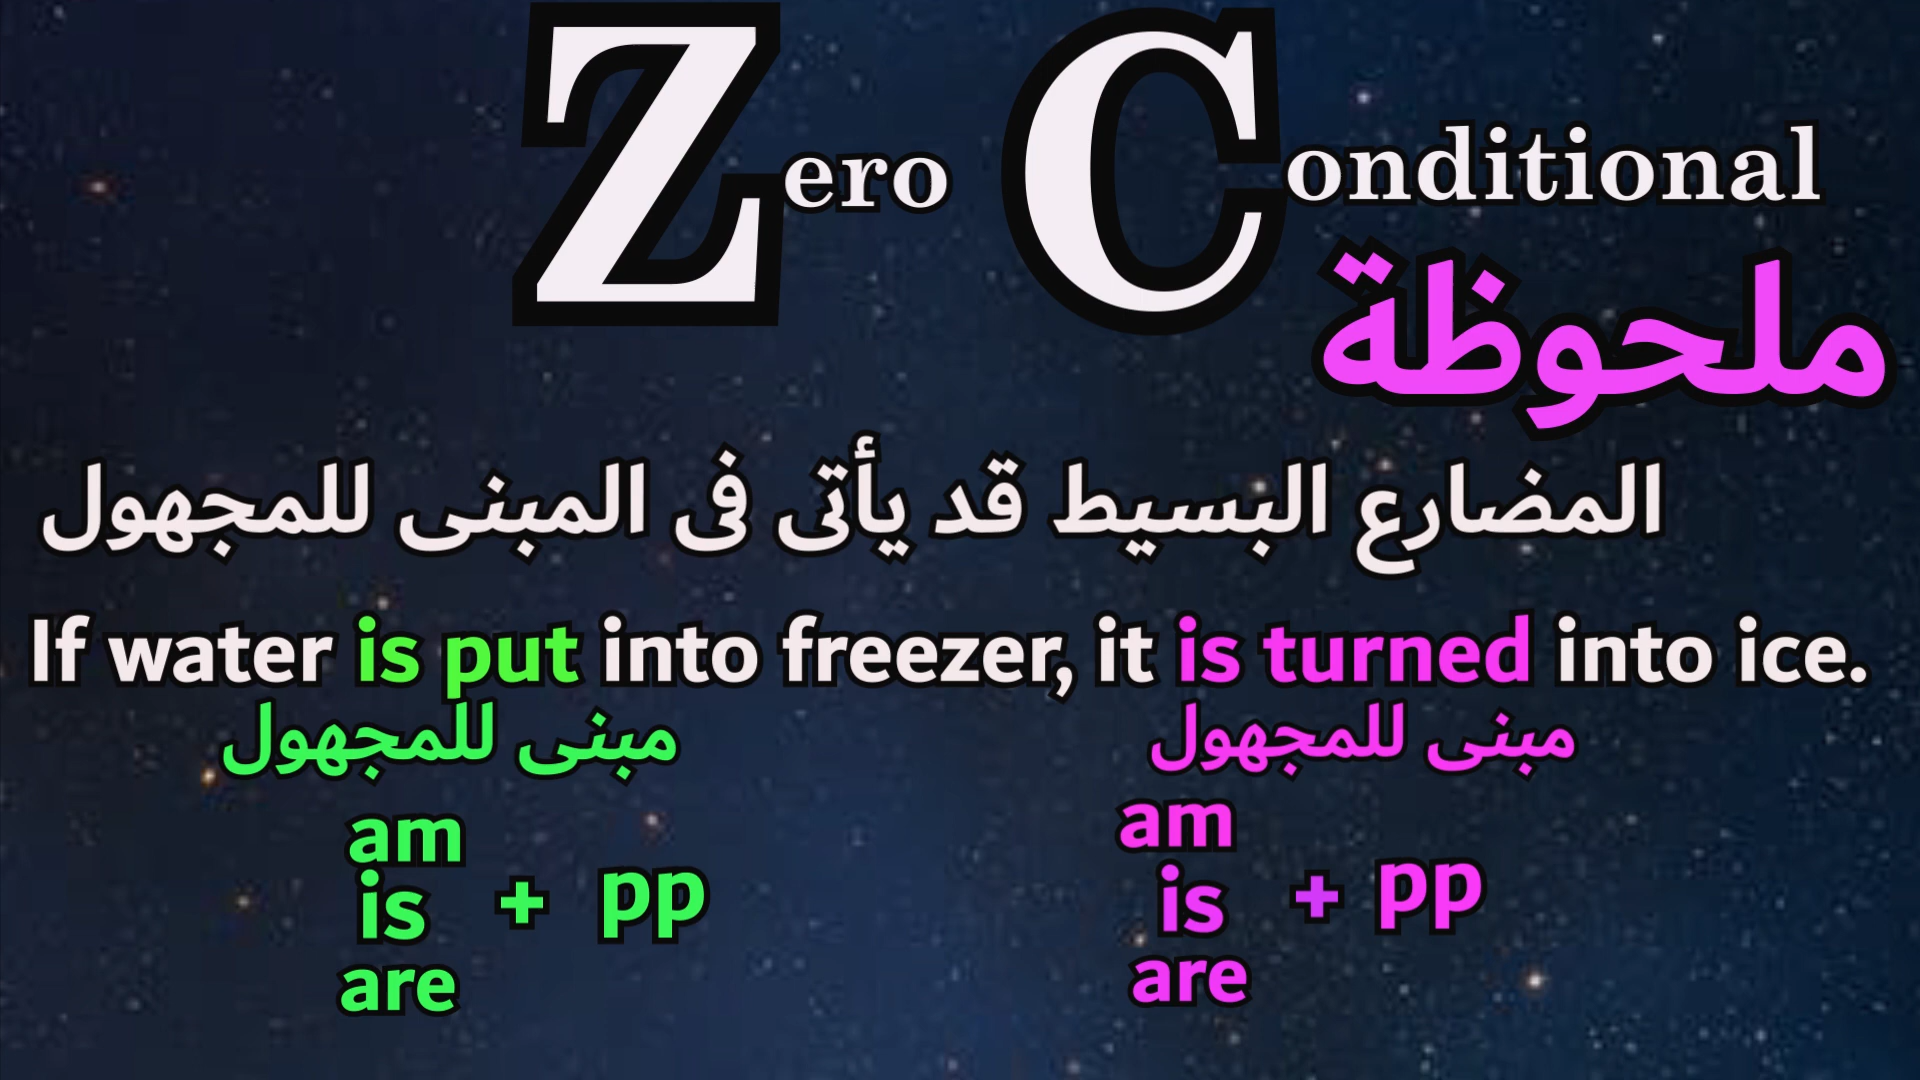 Zero Conditional
ملحوظة
المضارع البسيط قد يأتى فى المبنى للمجهول
If water is put into freezer, it is turned into ice.
مبنى للمجهول
am
is + pp
are
مبنى للمجهول
am
is + pp
are